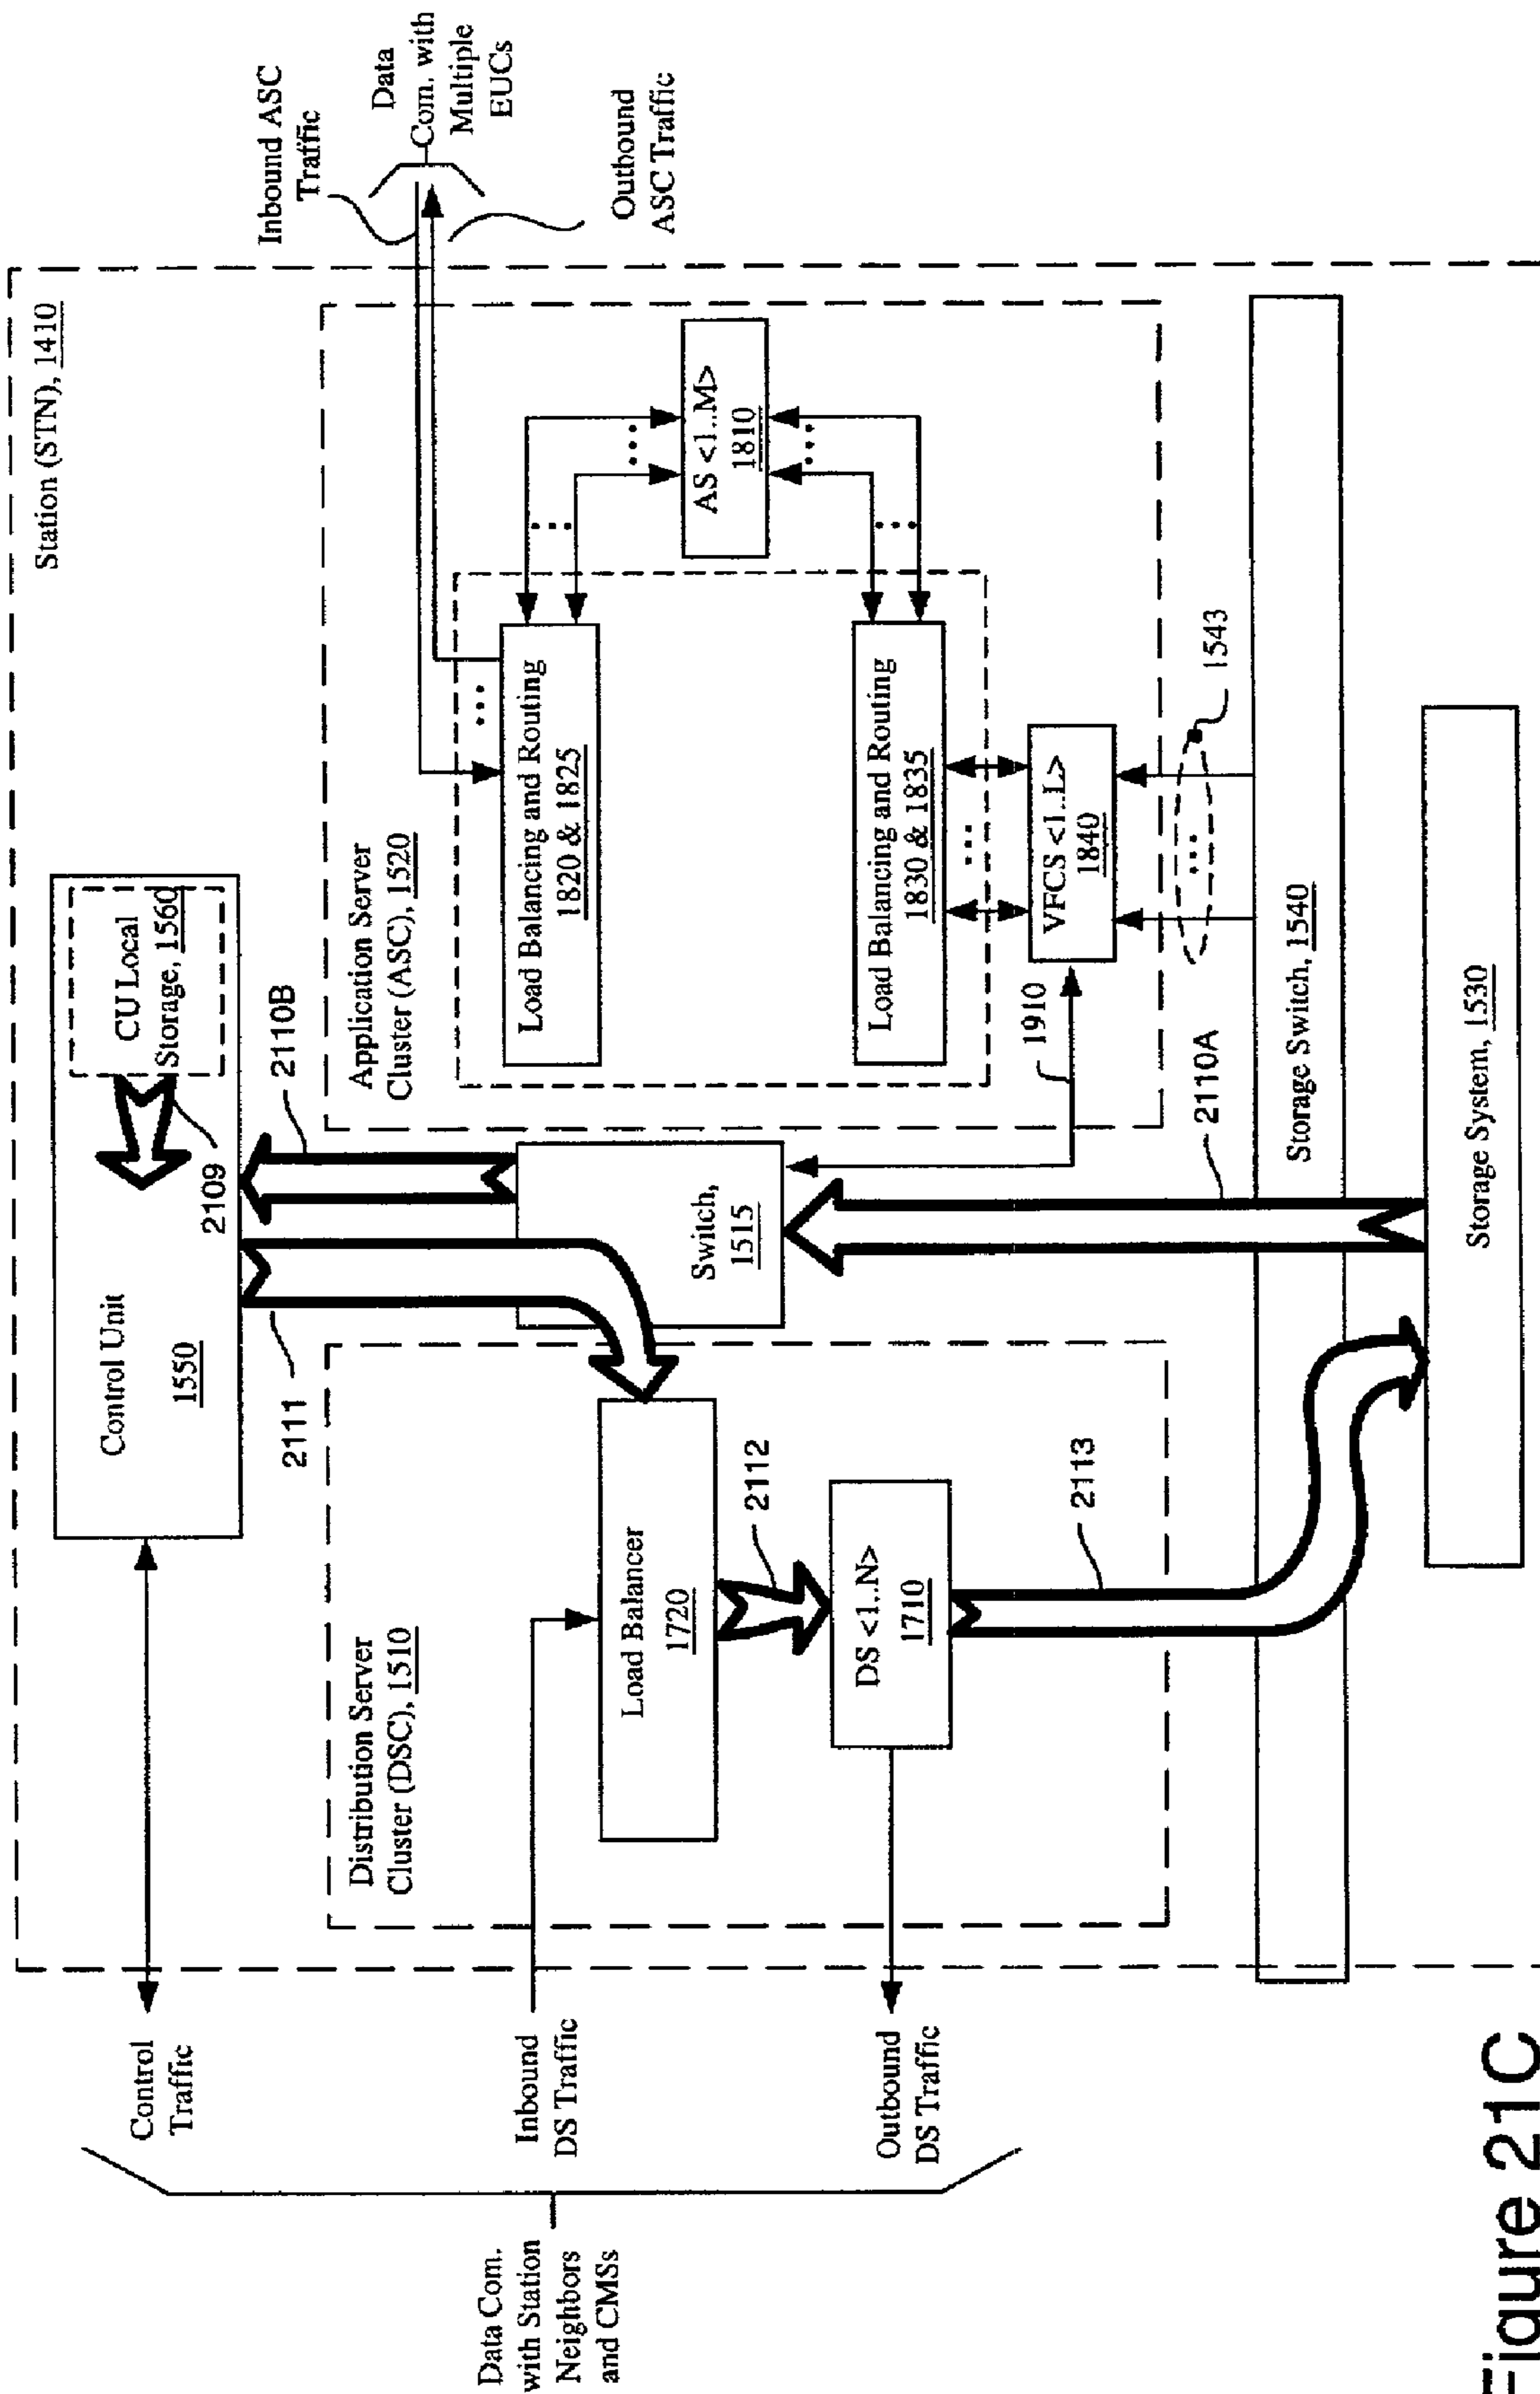 Station (STN), 1410
Control Unit
1550
CU Local
Storage, 1560
2109
2110B
2111
Control
Traffic
Inbound
DS Traffic
Outbound
DS Traffic
Data Com.
with Station
Neighbors
and CMSs
Distribution Server
Cluster (DSC), 1510
Load Balancer
1720
2112
DS <1..N>
1710
2113
Switch,
1515
1910
2110A
Application Server
Cluster (ASC), 1520
Load Balancing and Routing
1820 & 1825
...
...
...
AS <1..M>
1810
...
...
Load Balancing and Routing
1830 & 1835
...
VFCS <1..L>
1840
...
1543
Inbound ASC
Traffic
Data
Com. with
Multiple
EUCs
Outbound
ASC Traffic
Storage Switch, 1540
Storage System, 1530
Figure 21C